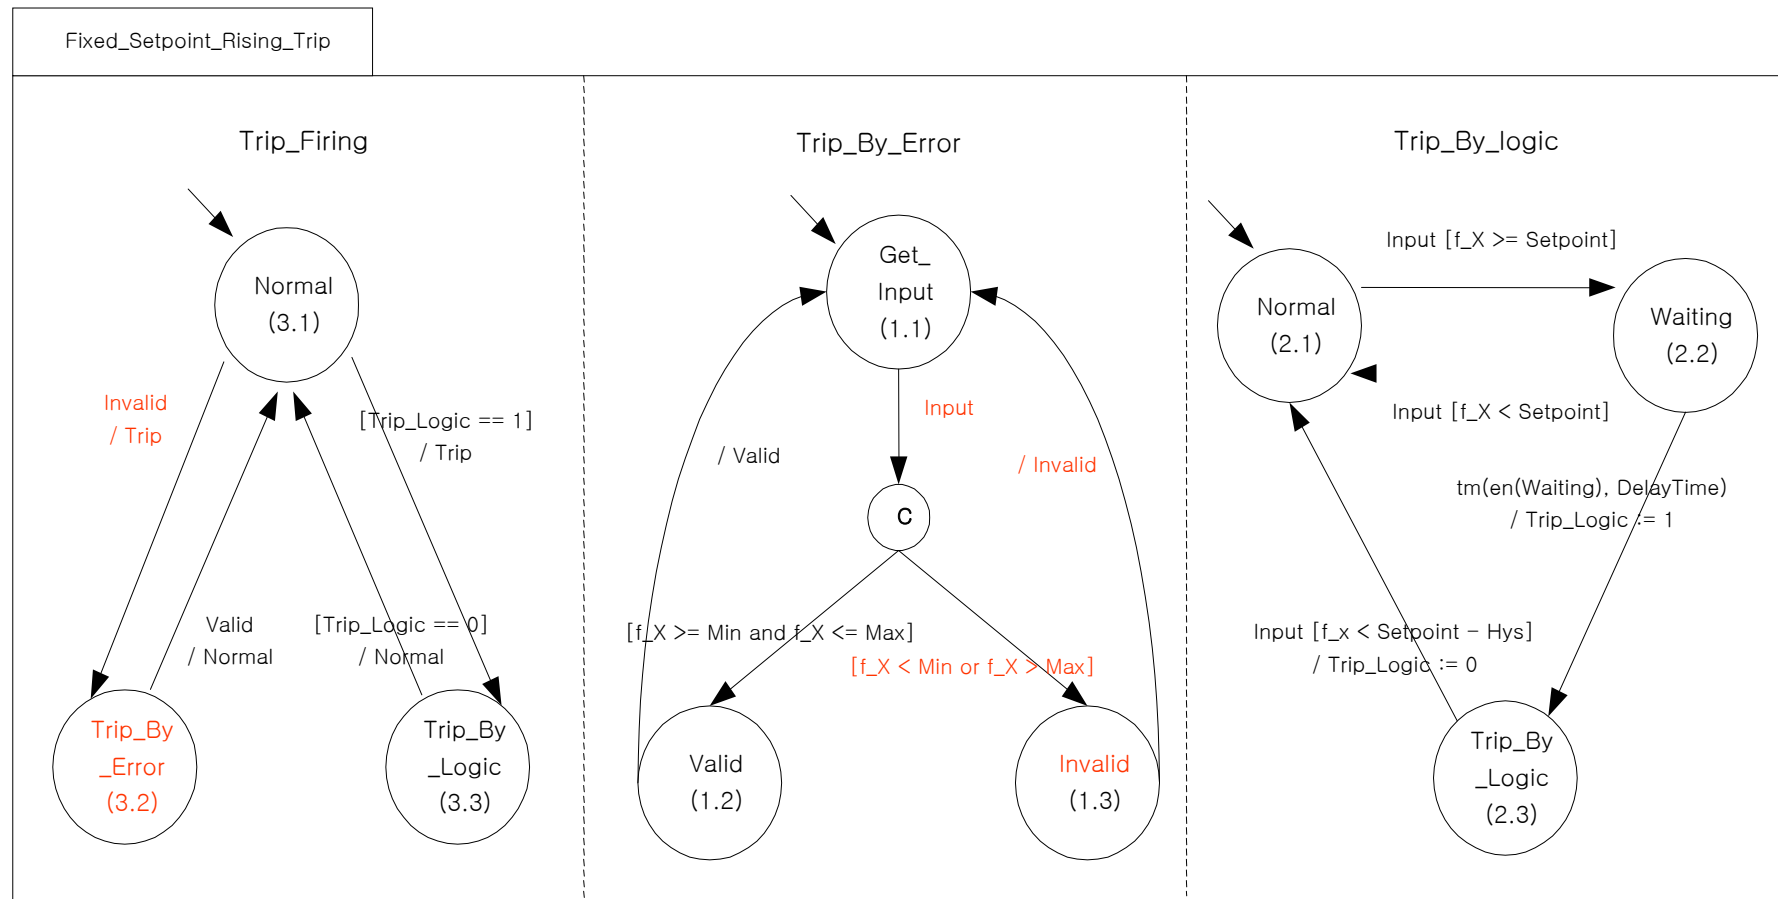 Fixed_Setpoint_Rising_Trip
Trip_Firing
Normal
(3.1)
Invalid
/ Trip
[Trip_Logic == 1]
/ Trip
Valid
/ Normal
[Trip_Logic == 0]
/ Normal
Trip_By
_Error
(3.2)
Trip_By
_Logic
(3.3)
Trip_By_Error
Get_
Input
(1.1)
Input
/ Valid
/ Invalid
C
[f_X >= Min and f_X <= Max]
[f_X < Min or f_X > Max]
Valid
(1.2)
Invalid
(1.3)
Trip_By_logic
Input [f_X >= Setpoint]
Normal
(2.1)
Waiting
(2.2)
Input [f_X < Setpoint]
tm(en(Waiting), DelayTime)
/ Trip_Logic := 1
Input [f_x < Setpoint - Hys]
/ Trip_Logic := 0
Trip_By
_Logic
(2.3)